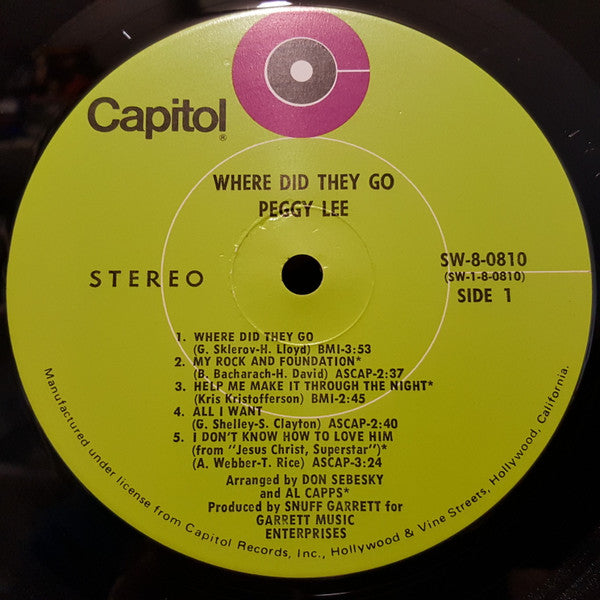 Capitol®
WHERE DID THEY GO
PEGGY LEE
STEREO
SW-8-0810
(SW-1-8-0810)
SIDE 1
1. WHERE DID THEY GO
(G. Sklerov-H. Lloyd) BMI-3:53
2. MY ROCK AND FOUNDATION*
(B. Bacharach-H. David) ASCAP-2:37
3. HELP ME MAKE IT THROUGH THE NIGHT*
(Kris Kristofferson) BMI-2:45
4. ALL I WANT
(G. Shelley-S. Clayton) ASCAP-2:40
5. I DON'T KNOW HOW TO LOVE HIM
(from "Jesus Christ, Superstar")*
(A. Webber-T. Rice) ASCAP-3:24
Arranged by DON SEBESKY
and AL CAPPS*
Produced by SNUFF GARRETT for
GARRETT MUSIC
ENTERPRISES
Manufactured under license from Capitol Records, Inc., Hollywood & Vine Streets, Hollywood, California.